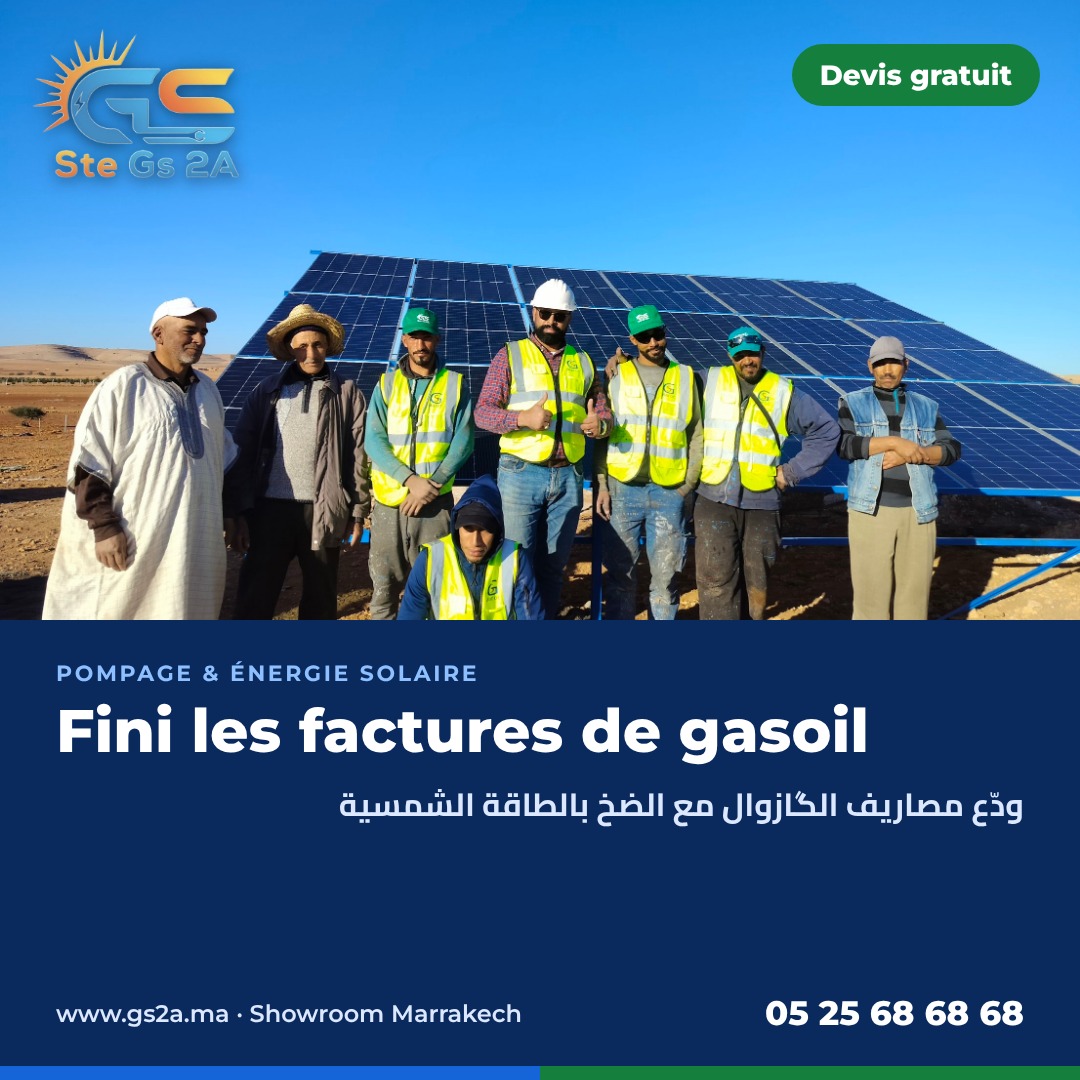 GS
Ste Gs 2A
Devis gratuit
POMPAGE & ÉNERGIE SOLAIRE
Fini les factures de gasoil
ودّع مصاريف الگازوال مع الضخ بالطاقة الشمسية
www.gs2a.ma · Showroom Marrakech
05 25 68 68 68